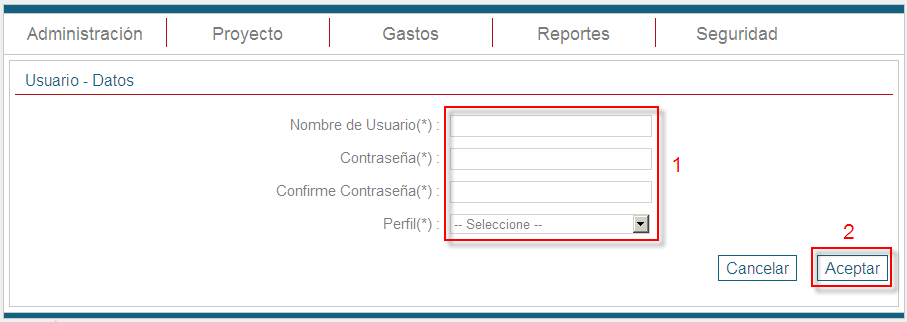 Administración Proyecto Gastos Reportes Seguridad
Usuario - Datos
Nombre de Usuario(*) :
Contraseña(*) :
1
Confirme Contraseña(*) :
Perfil(*) : -- Seleccione --
2
Cancelar Aceptar